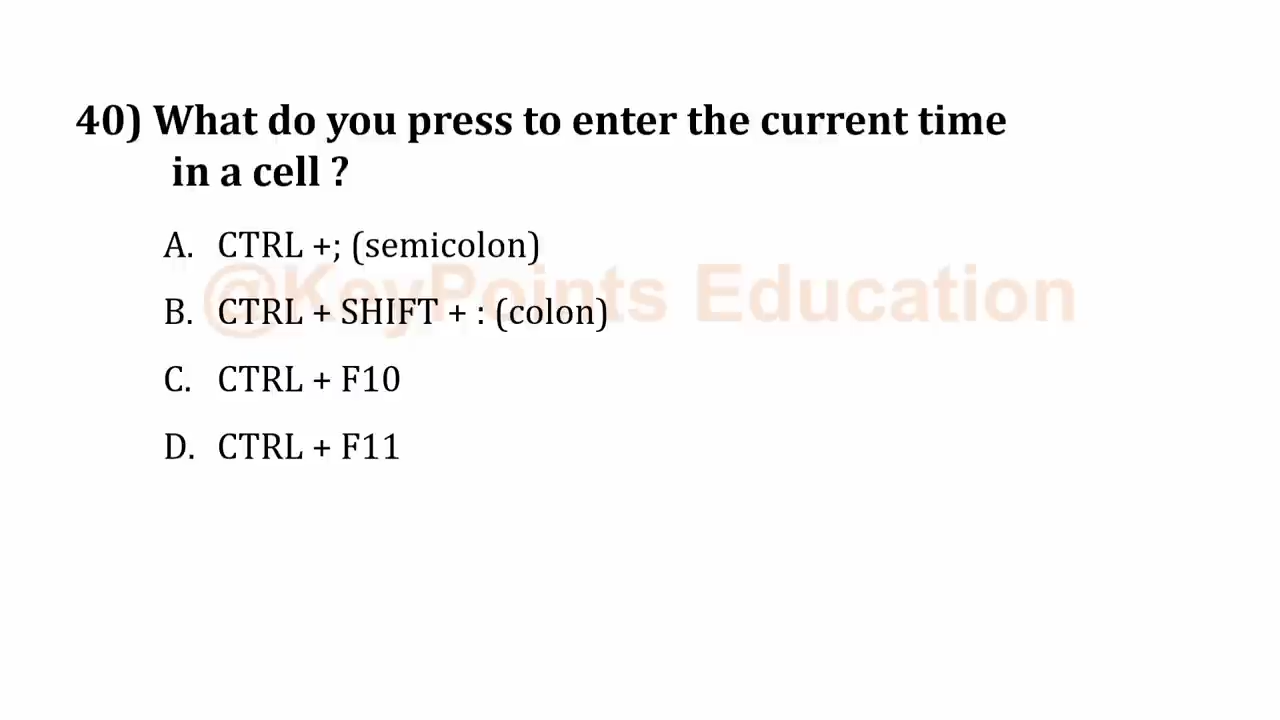 40) What do you press to enter the current time
in a cell ?
A. CTRL +; (semicolon)
@KeyPoints Education
B. CTRL + SHIFT + : (colon)
C. CTRL + F10
D. CTRL + F11